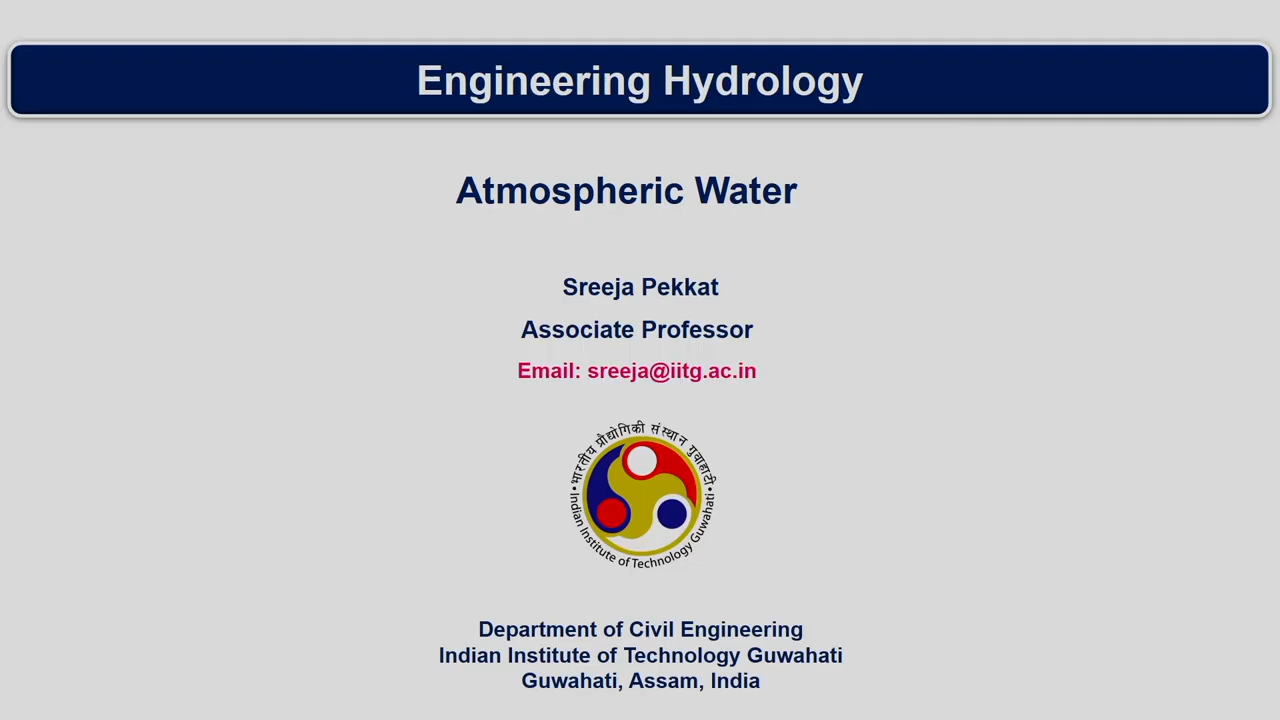 Engineering Hydrology
Atmospheric Water
Sreeja Pekkat
Associate Professor
Email: sreeja@iitg.ac.in
भारतीय प्रौद्योगिकी संस्थान गुवाहाटी
Indian Institute of Technology Guwahati
Department of Civil Engineering
Indian Institute of Technology Guwahati
Guwahati, Assam, India